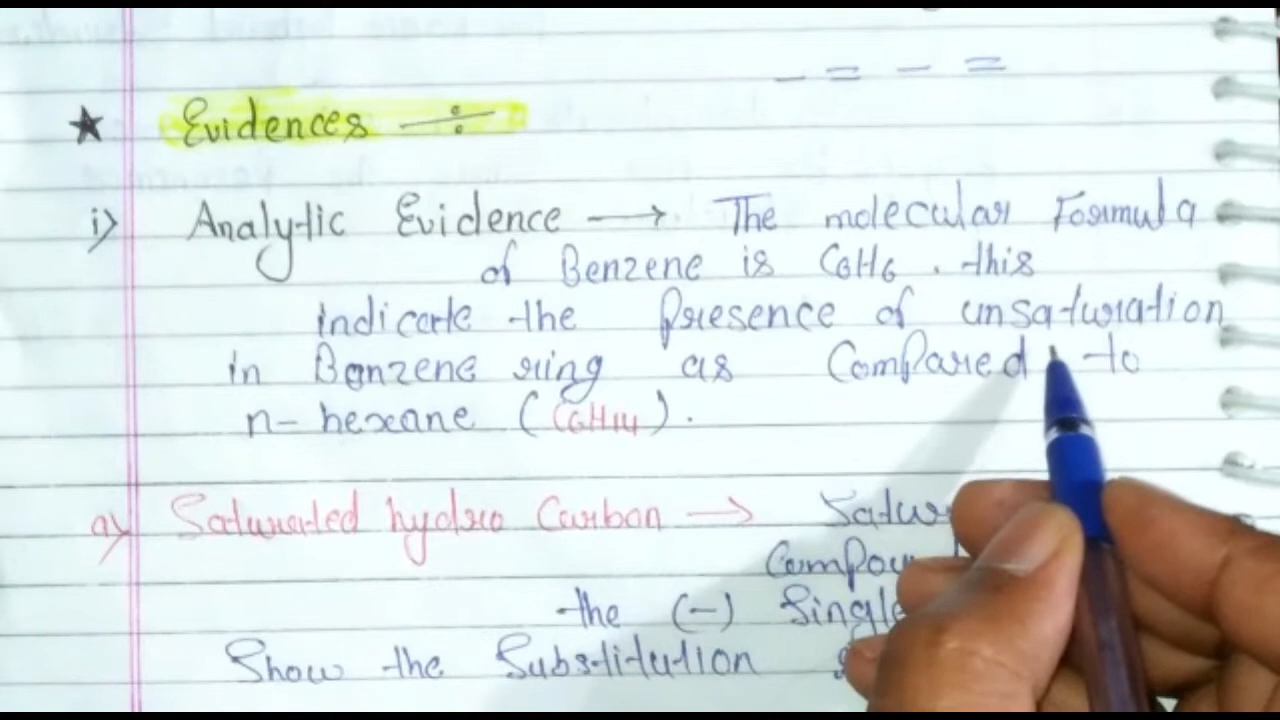 — = — =
★ Evidences ÷
i) Analytic Evidence → The molecular Formula
of Benzene is C6H6. this
indicate the Presence of unsaturation
in Benzene ring as Compared to
n-hexane (C6H14).
a) Saturated hydro Carbon → Satur
Compou
the (-) Single
Show the Substitution